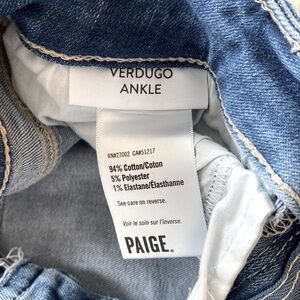 VERDUGO
ANKLE
RN#27002 CA#51217
94% Cotton/Coton
5% Polyester
1% Elastane/Élasthanne
See care on reverse.
Voir le soin sur l'inverse.
PAIGE.